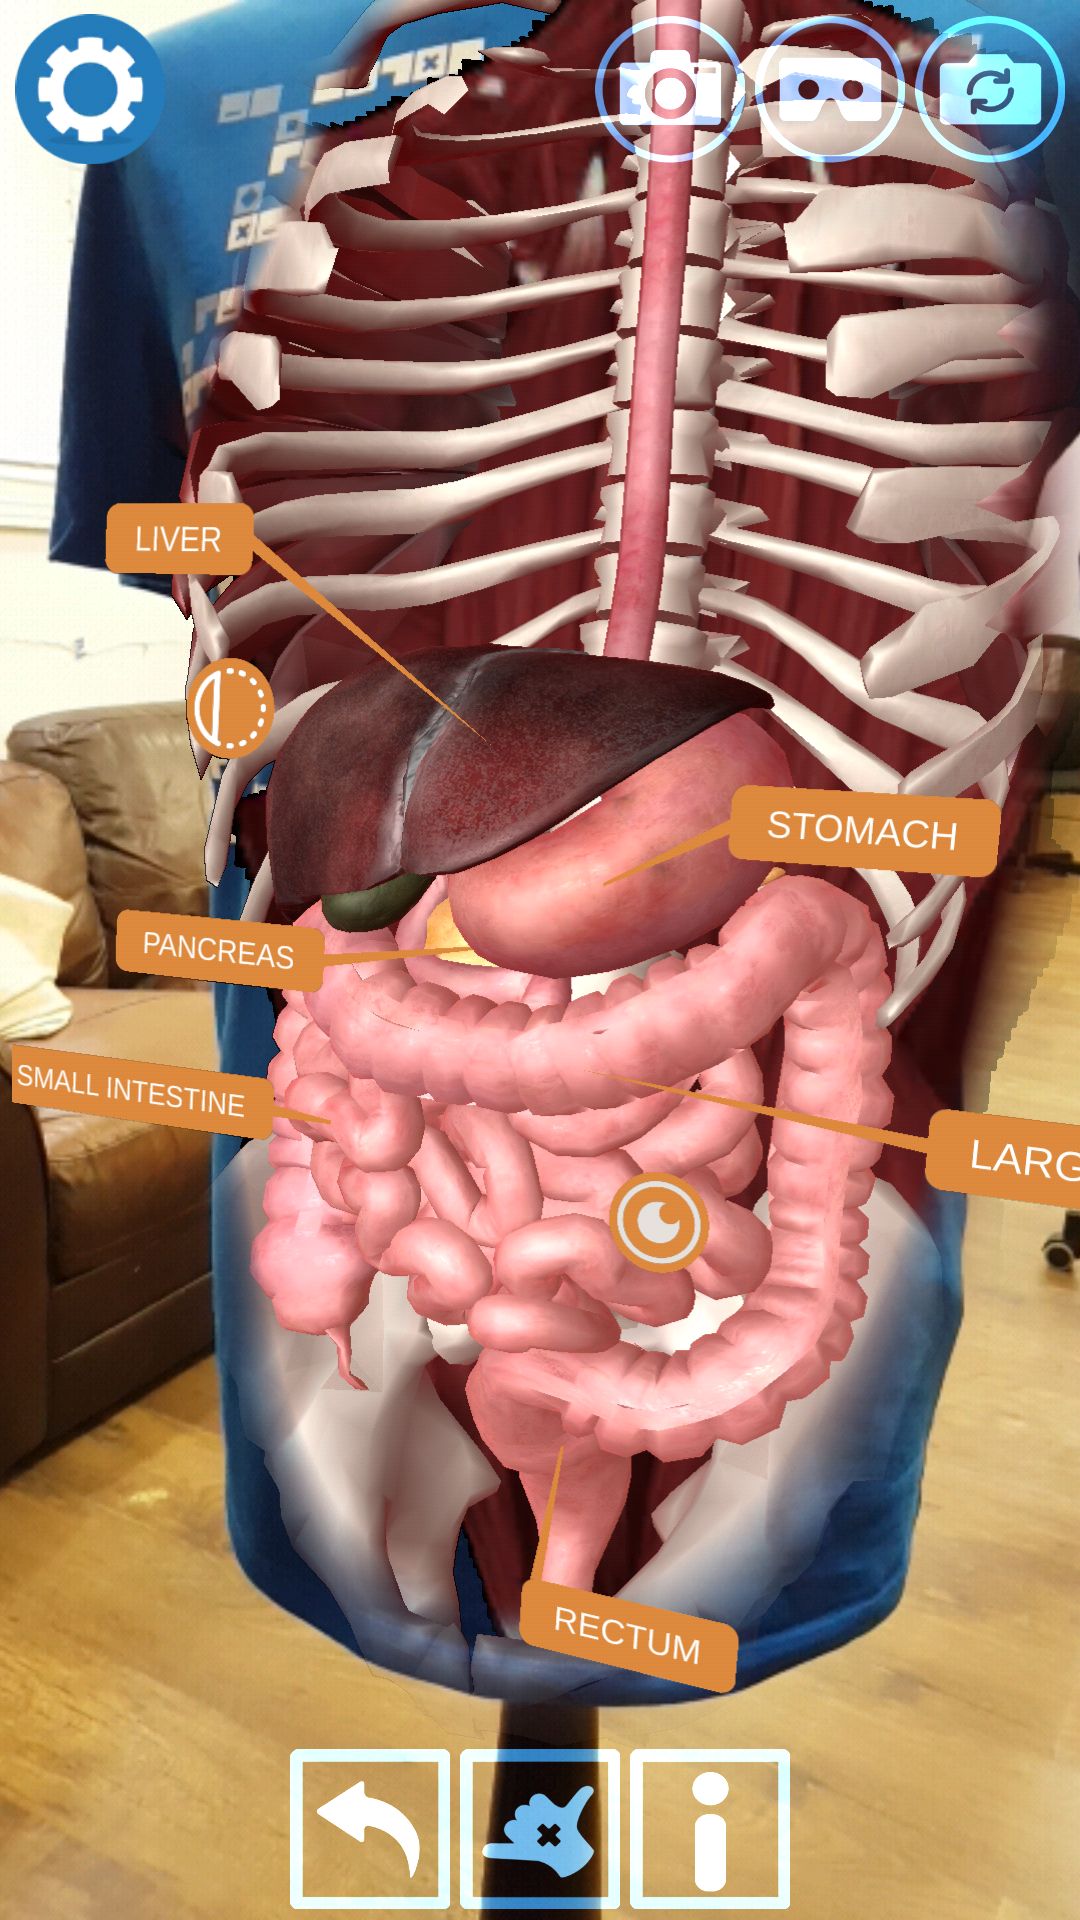 LIVER
STOMACH
PANCREAS
SMALL INTESTINE
LARG
RECTUM